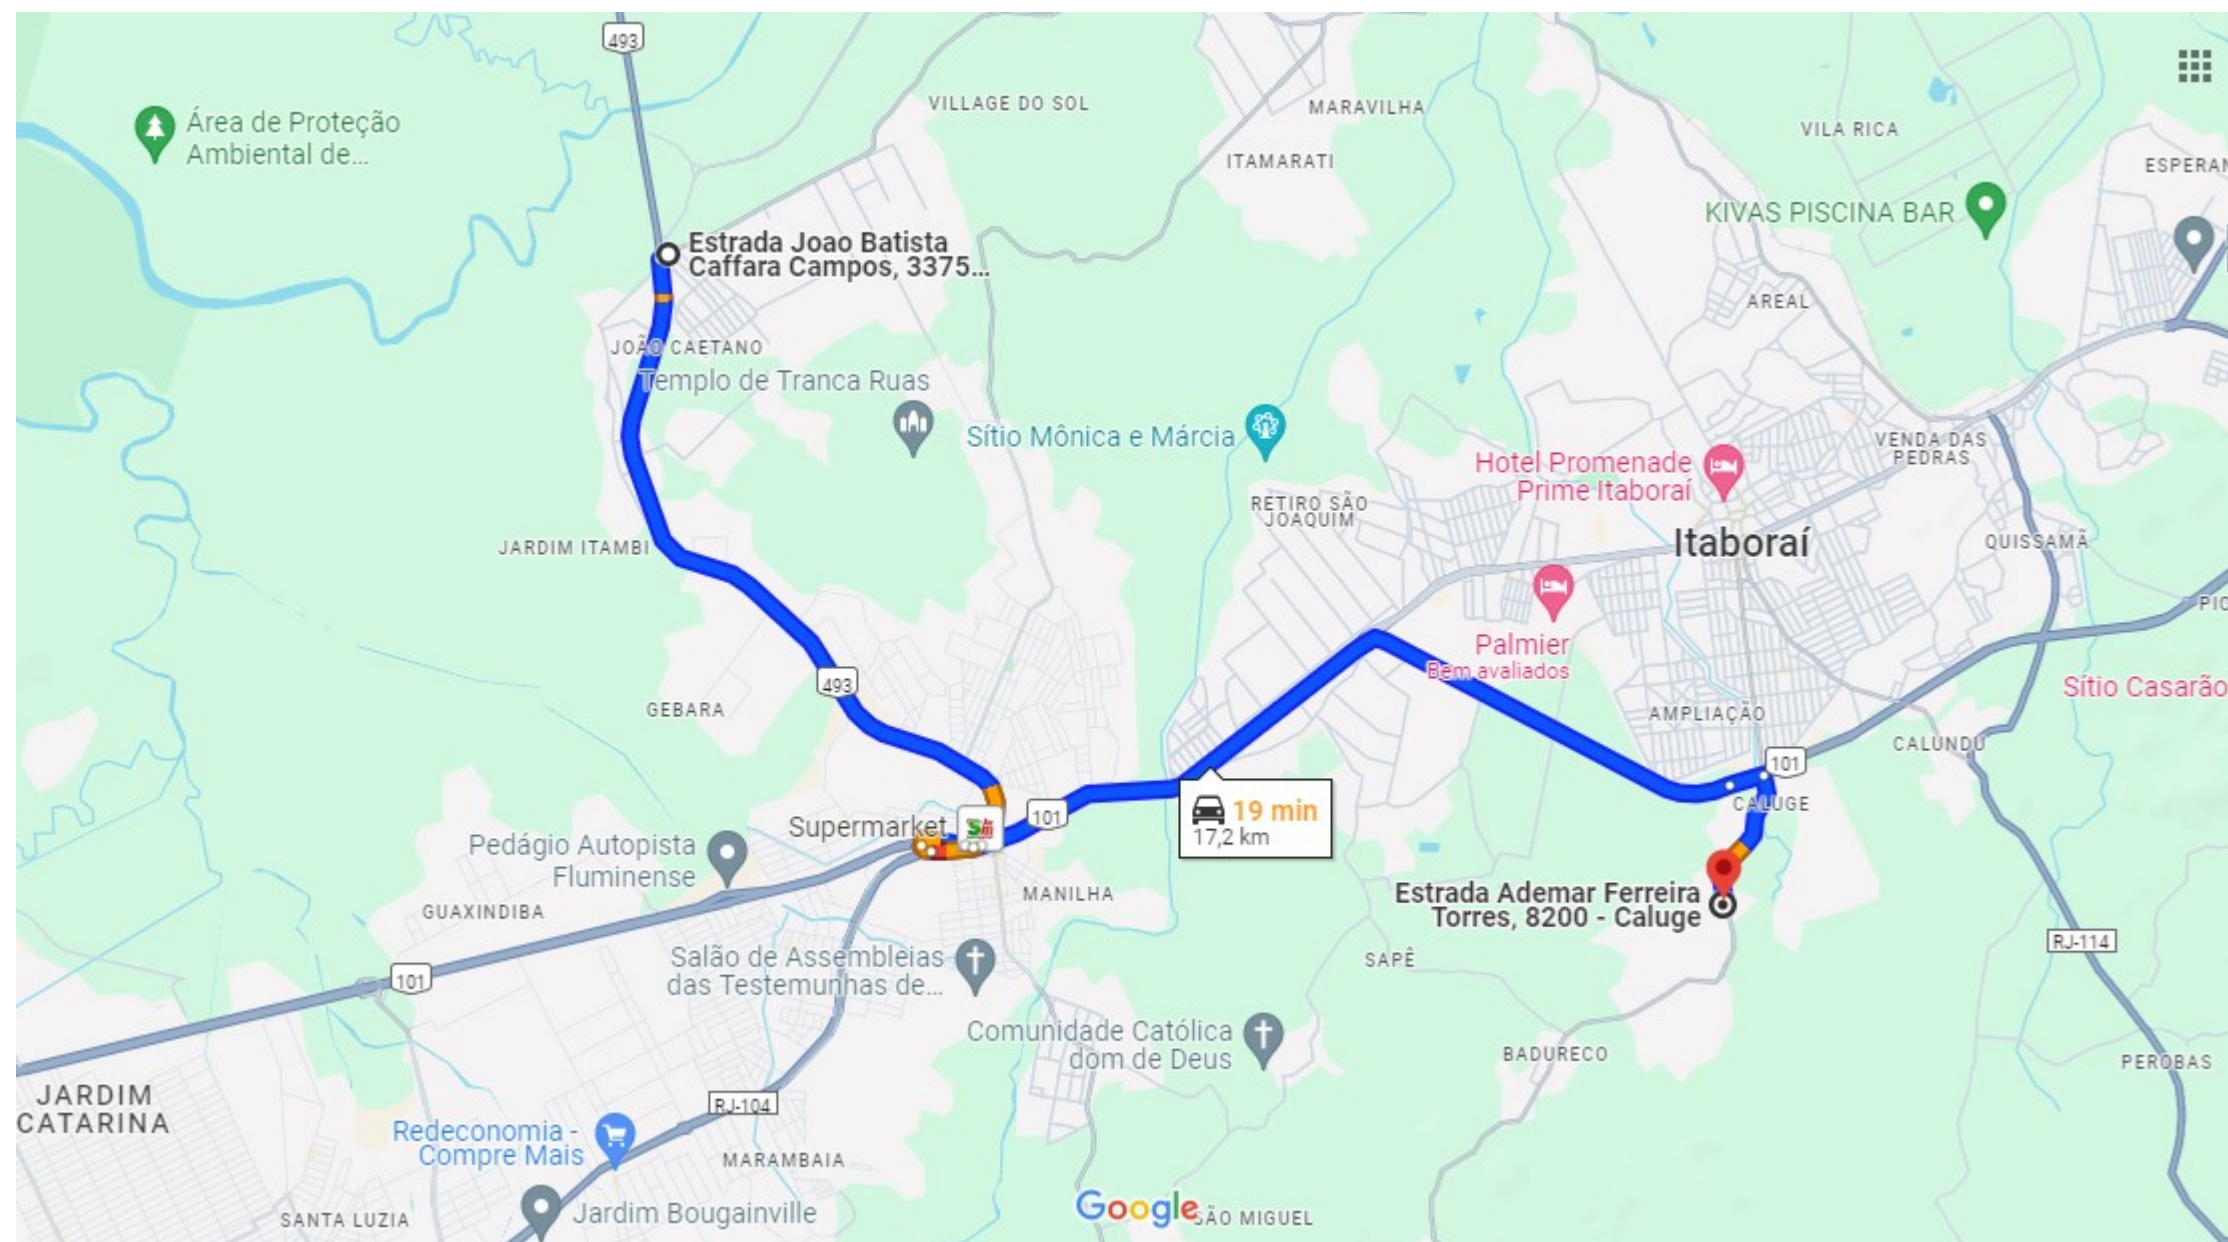 493
VILLAGE DO SOL
MARAVILHA
Área de Proteção
Ambiental de...
VILA RICA
ITAMARATI
ESPERAN
KIVAS PISCINA BAR
Estrada Joao Batista
Caffara Campos, 3375...
AREAL
JOÃO CAETANO
Templo de Tranca Ruas
Sítio Mônica e Márcia
VENDA DAS
PEDRAS
Hotel Promenade
Prime Itaboraí
RETIRO SÃO
JOAQUIM
Itaboraí
QUISSAMÃ
JARDIM ITAMBI
PIC
Palmier
Bem avaliados
493
Sítio Casarão
GEBARA
AMPLIAÇÃO
CALUNDU
101
CALUGE
19 min
17,2 km
101
Supermarket
Pedágio Autopista
Fluminense
MANILHA
Estrada Ademar Ferreira
Torres, 8200 - Caluge
GUAXINDIBA
RJ-114
Salão de Assembleias
das Testemunhas de...
SAPÊ
101
Comunidade Católica
dom de Deus
BADURECO
PEROBAS
JARDIM
CATARINA
RJ-104
Redeconomia -
Compre Mais
MARAMBAIA
Jardim Bougainville
SANTA LUZIA
Google
SÃO MIGUEL